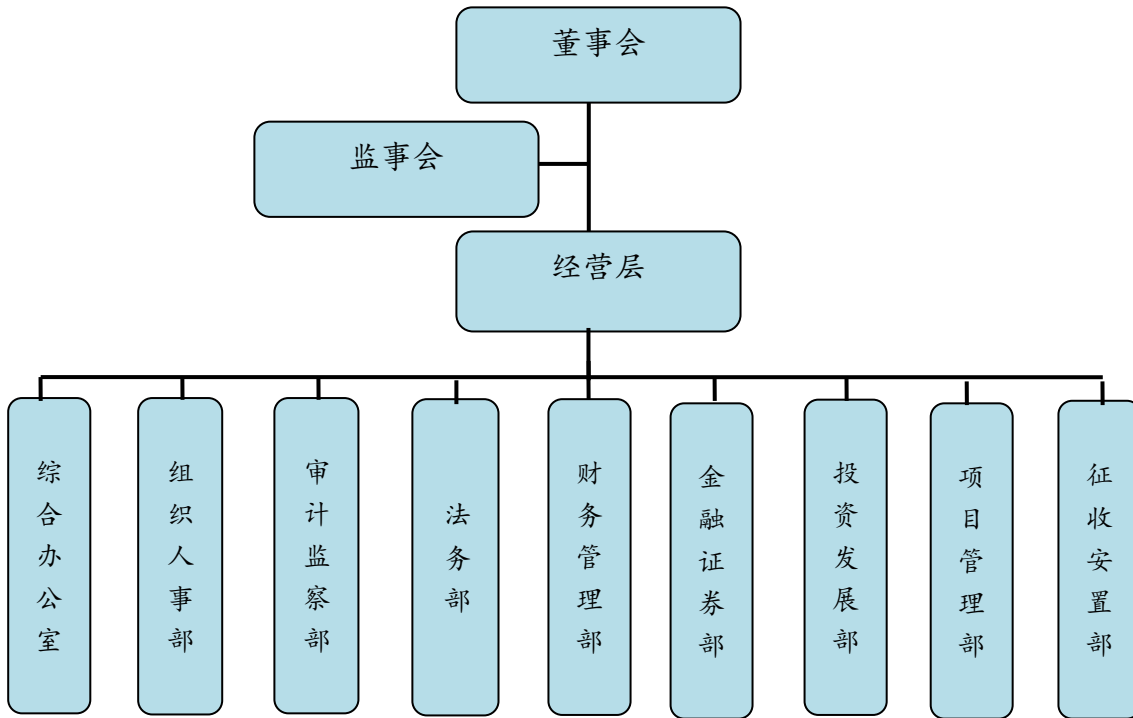 董事会
监事会
经营层
综合办公室
组织人事部
审计监察部
法务部
财务管理部
金融证券部
投资发展部
项目管理部
征收安置部